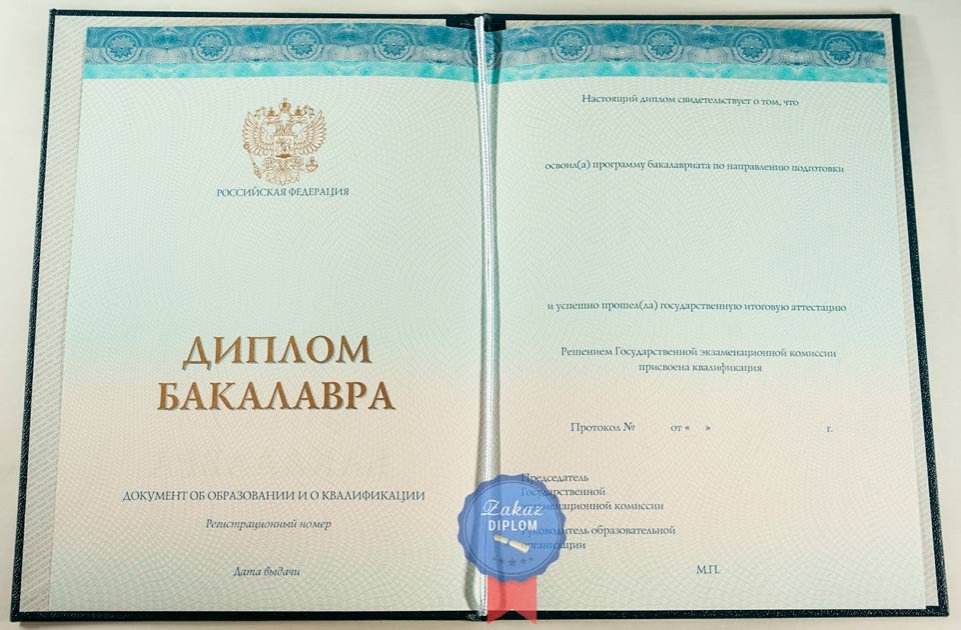 РОССИЙСКАЯ ФЕДЕРАЦИЯ
ДИПЛОМ
БАКАЛАВРА
ДОКУМЕНТ ОБ ОБРАЗОВАНИИ И О КВАЛИФИКАЦИИ
Регистрационный номер
Дата выдачи
Настоящий диплом свидетельствует о том, что
освоил(а) программу бакалавриата по направлению подготовки
и успешно прошел(ла) государственную итоговую аттестацию
Решением Государственной экзаменационной комиссии
присвоена квалификация
Протокол № от « » г.
Председатель
Государственной
экзаменационной комиссии
Руководитель образовательной
организации
М.П.
Zakaz
DIPLOM